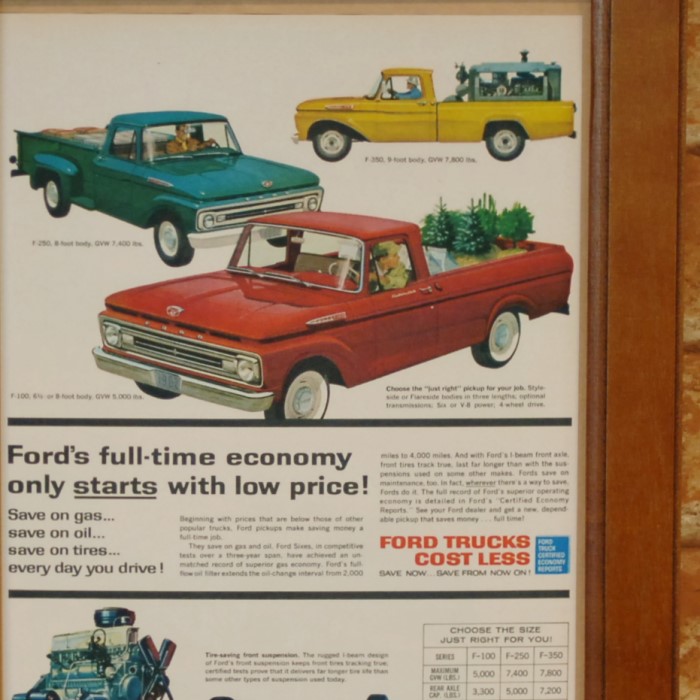 F-350, 9-foot body, GVW 7,800 lbs.
F-250, 8-foot body, GVW 7,400 lbs.
FORD
1962
F-100, 6½- or 8-foot body, GVW 5,000 lbs.
Choose the "just right" pickup for your job. Style-
side or Flareside bodies in three lengths, optional
transmissions, Six or V-8 power; 4-wheel drive.
Ford's full-time economy
only starts with low price!
Save on gas...
save on oil...
save on tires...
every day you drive!
Beginning with prices that are below those of other
popular trucks, Ford pickups make saving money a
full-time job.
They save on gas and oil. Ford Sixes, in competitive
tests over a three-year span, have achieved an un-
matched record of superior gas economy. Ford's full-
flow oil filter extends the oil-change interval from 2,000
miles to 4,000 miles. And with Ford's I-beam front axle,
front tires track true, last far longer than with the sus-
pensions used on some other makes. Ford trucks save on
maintenance, too. In fact, wherever there's a way to save,
Fords do it. The full record of Ford's superior operating
economy is detailed in Ford's "Certified Economy
Reports." See your Ford Dealer and get a new, depend-
able pickup that saves money . . . full time!
FORD TRUCKS
COST LESS
SAVE NOW... SAVE FROM NOW ON!
FORD
TRUCK
CERTIFIED
ECONOMY
REPORTS
Tire-saving front suspension. The rugged I-beam design
of Ford's front suspension keeps front tires tracking true;
certified tests prove that it delivers far longer tire life than
some other types of suspension used today.
CHOOSE THE SIZE
JUST RIGHT FOR YOU!
SERIES F-100 F-250 F-350
MAXIMUM GVW (LBS.) 5,000 7,400 7,800
REAR AXLE CAP. (LBS.) 3,300 5,000 7,200